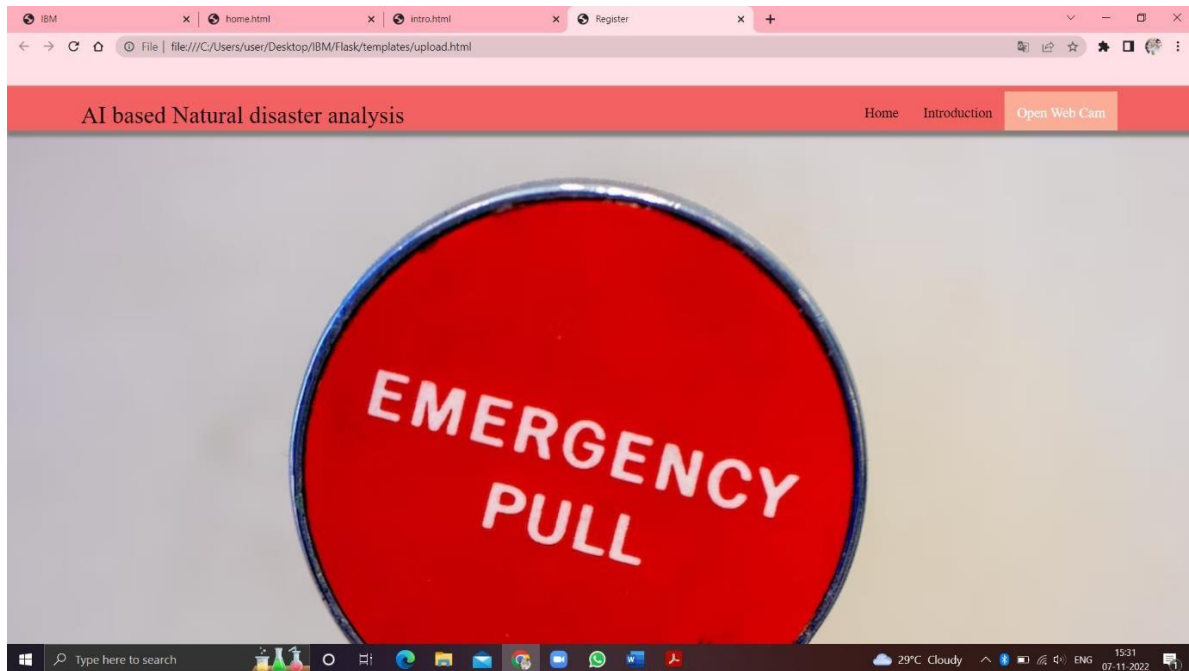 IBM
home.html
intro.html
Register
File | file:///C:/Users/user/Desktop/IBM/Flask/templates/upload.html
AI based Natural disaster analysis
Home
Introduction
Open Web Cam
EMERGENCY
PULL
Type here to search
29°C Cloudy
ENG
15:31
07-11-2022